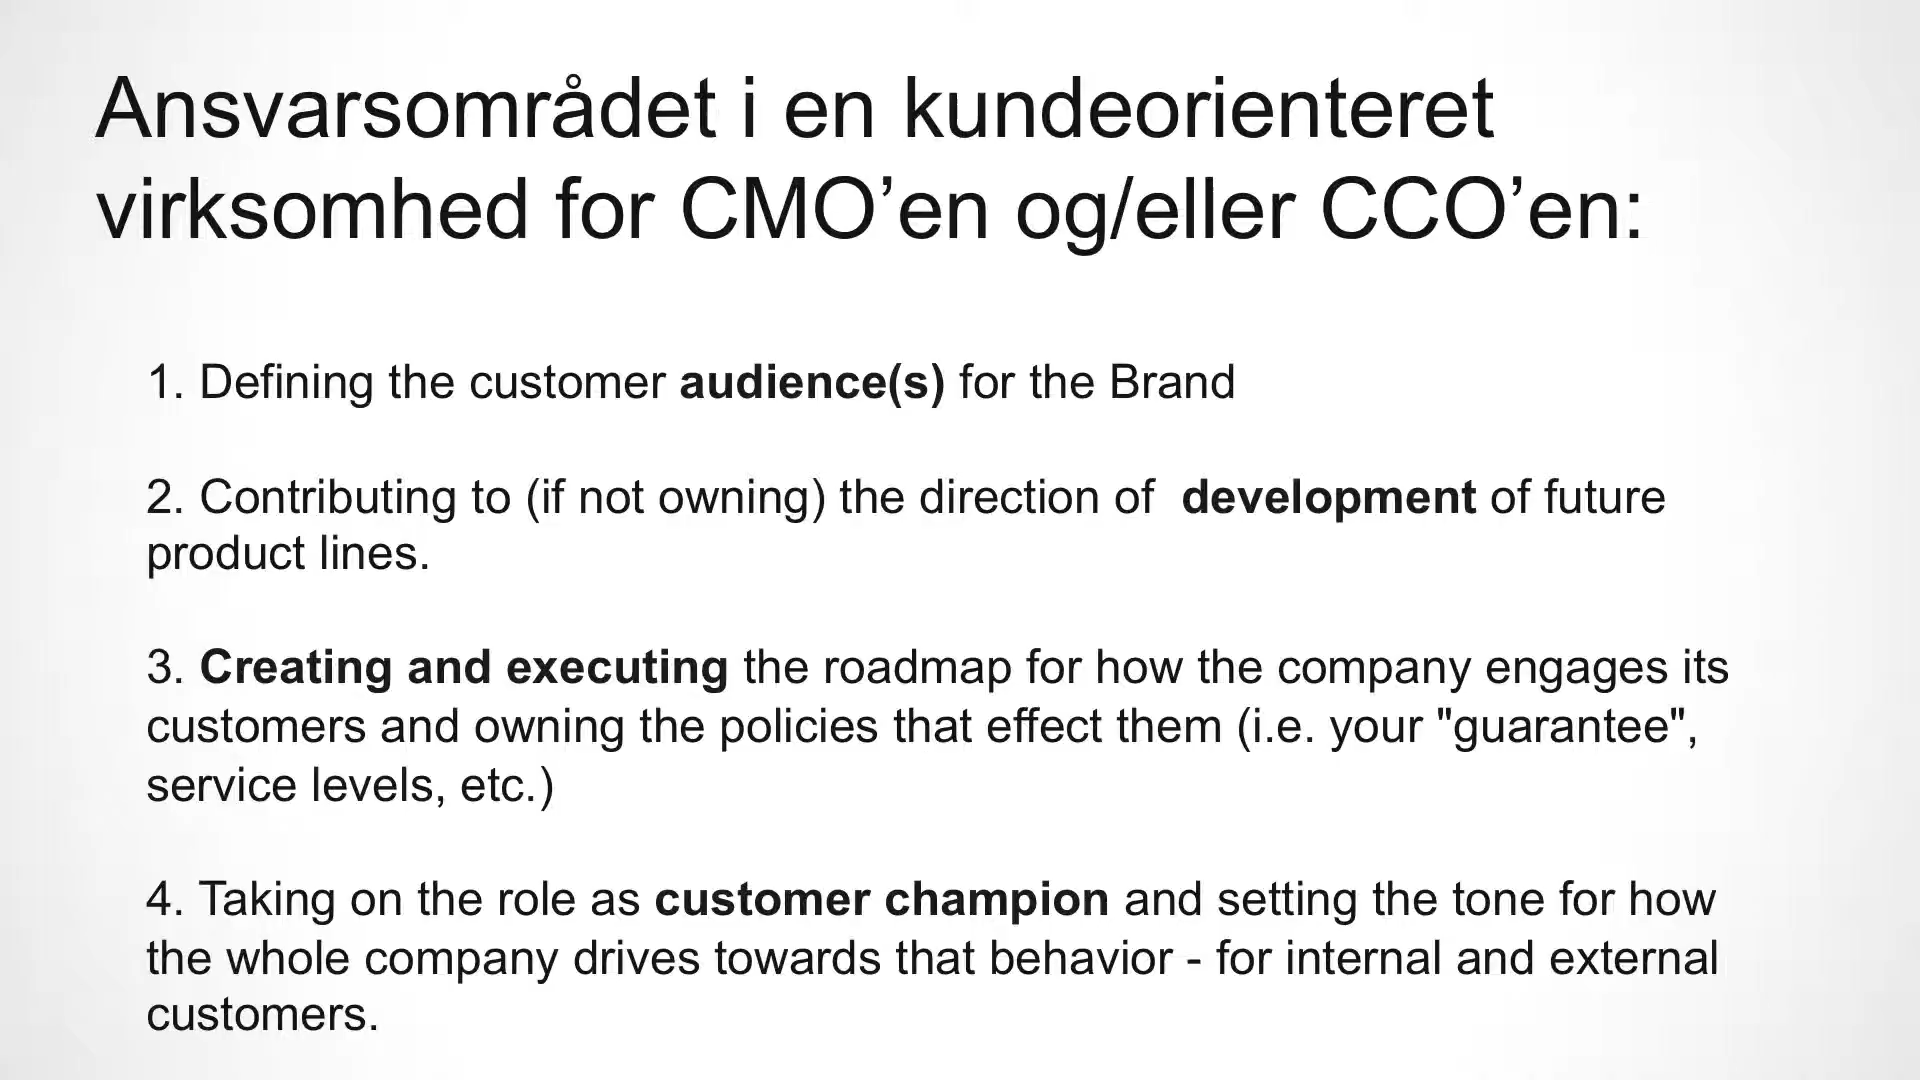 Ansvarsområdet i en kundeorienteret
virksomhed for CMO’en og/eller CCO’en:
1. Defining the customer audience(s) for the Brand
2. Contributing to (if not owning) the direction of  development of future
product lines.
3. Creating and executing the roadmap for how the company engages its
customers and owning the policies that effect them (i.e. your "guarantee",
service levels, etc.)
4. Taking on the role as customer champion and setting the tone for how
the whole company drives towards that behavior - for internal and external
customers.